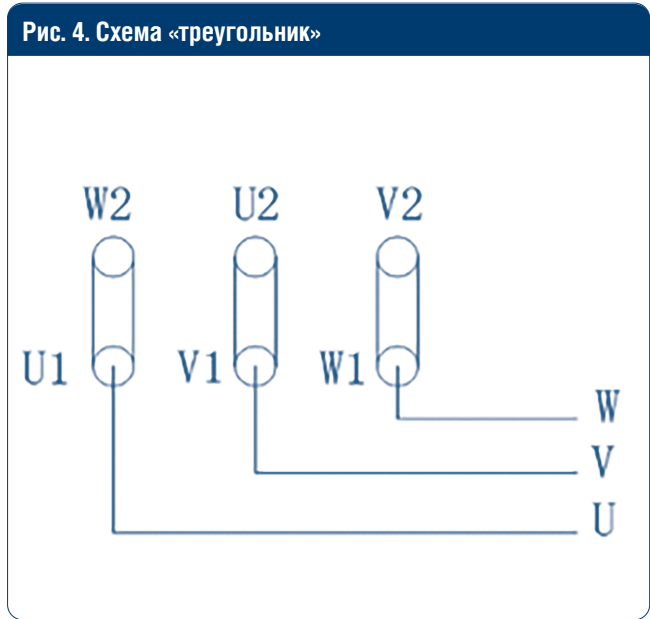 Рис. 4. Схема «треугольник»
W2 U2 V2
U1 V1 W1
W
V
U